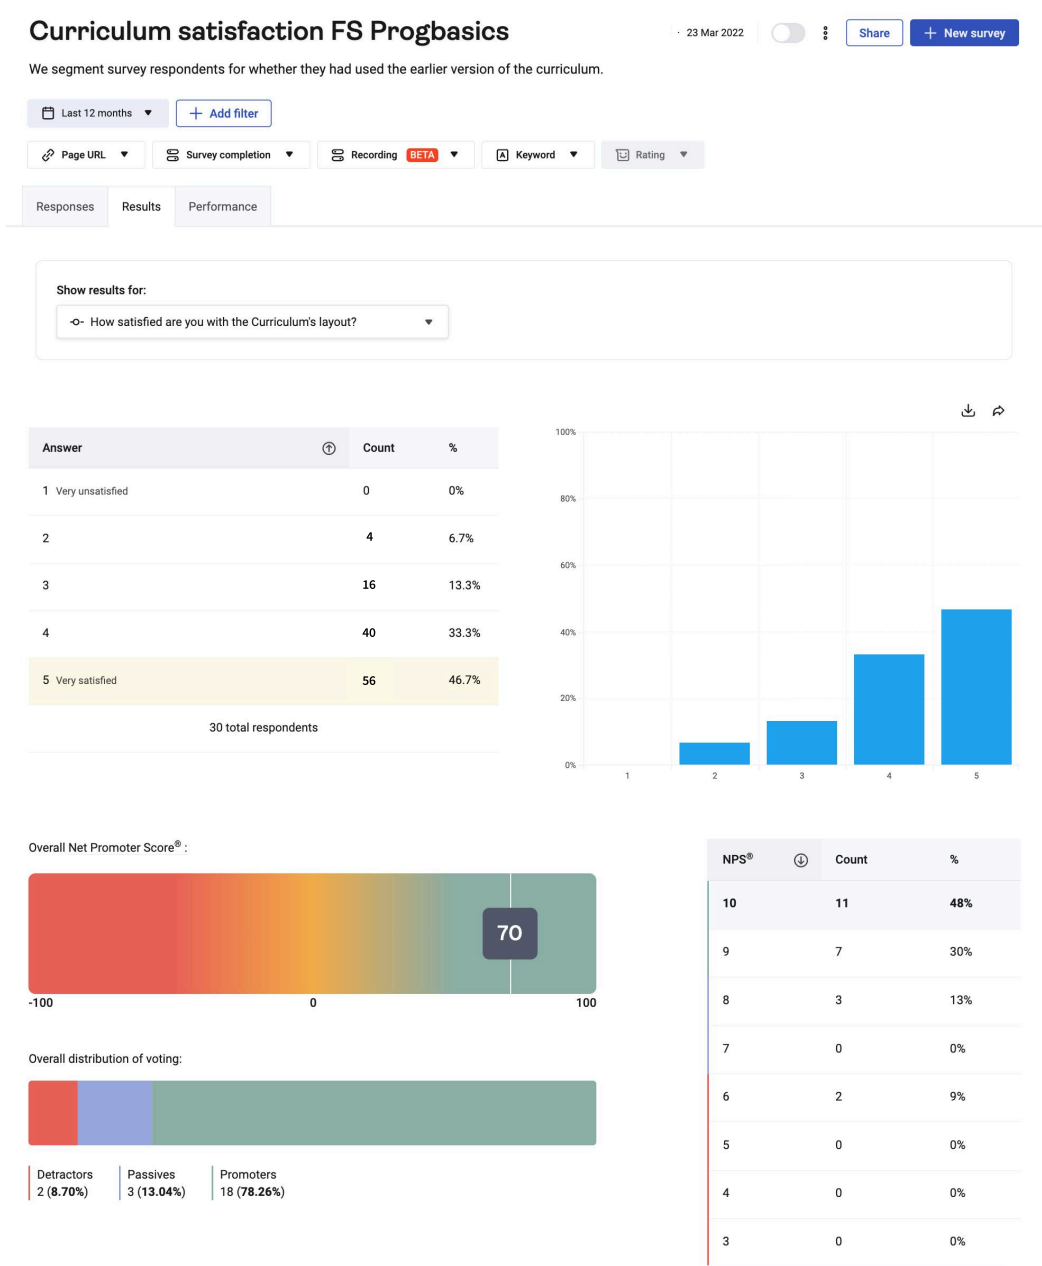 Curriculum satisfaction FS Progbasics
· 23 Mar 2022
Share
+ New survey
We segment survey respondents for whether they had used the earlier version of the curriculum.
Last 12 months
+ Add filter
Page URL
Survey completion
Recording BETA
A Keyword
Rating
Responses Results Performance
Show results for:
-o- How satisfied are you with the Curriculum's layout?
Answer Count %
1 Very unsatisfied 0 0%
2 4 6.7%
3 16 13.3%
4 40 33.3%
5 Very satisfied 56 46.7%
30 total respondents
100%
80%
60%
40%
20%
0%
1 2 3 4 5
Overall Net Promoter Score® :
70
-100 0 100
Overall distribution of voting:
Detractors Passives Promoters
2 (8.70%) 3 (13.04%) 18 (78.26%)
NPS® Count %
10 11 48%
9 7 30%
8 3 13%
7 0 0%
6 2 9%
5 0 0%
4 0 0%
3 0 0%